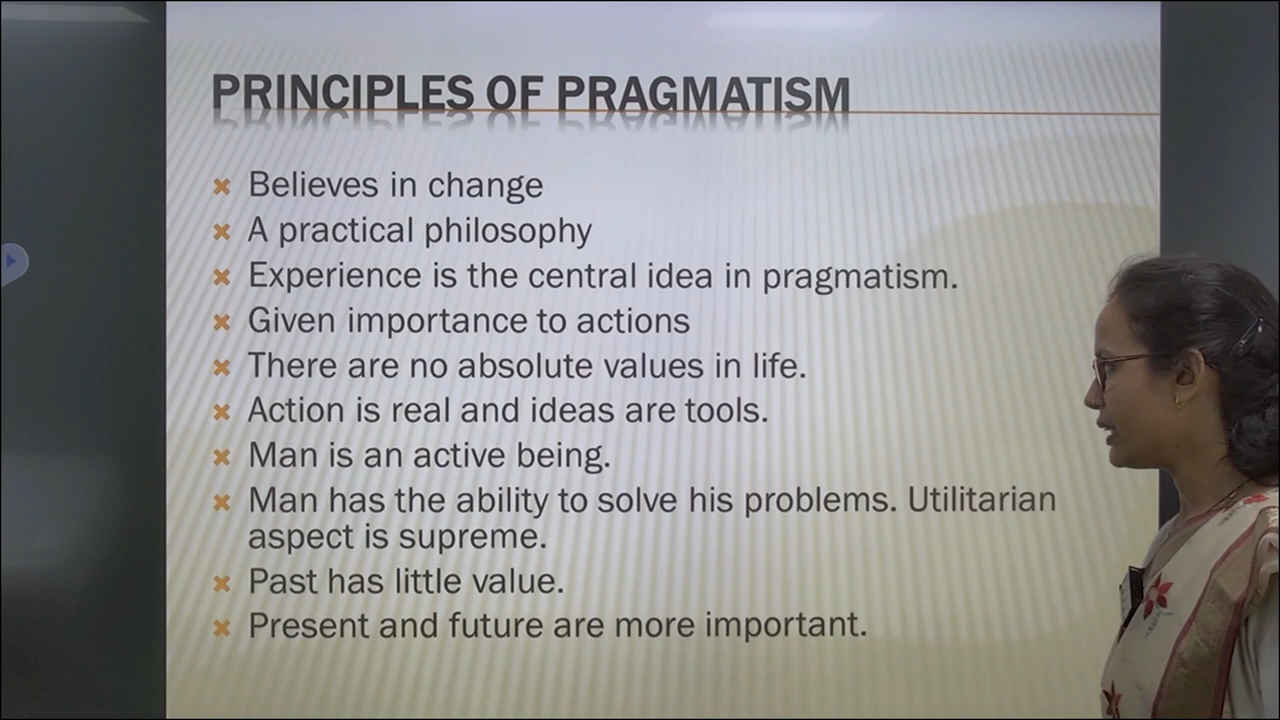 PRINCIPLES OF PRAGMATISM
Believes in change
A practical philosophy
Experience is the central idea in pragmatism.
Given importance to actions
There are no absolute values in life.
Action is real and ideas are tools.
Man is an active being.
Man has the ability to solve his problems. Utilitarian
aspect is supreme.
Past has little value.
Present and future are more important.